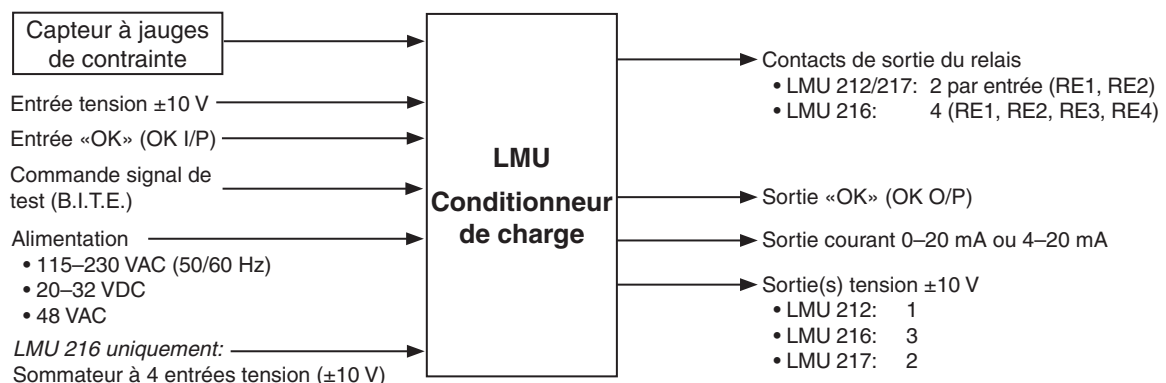 Capteur à jauges
de contrainte
Entrée tension ±10 V
Entrée «OK» (OK I/P)
Commande signal de
test (B.I.T.E.)
Alimentation
• 115–230 VAC (50/60 Hz)
• 20–32 VDC
• 48 VAC
LMU 216 uniquement:
Sommateur à 4 entrées tension (±10 V)
LMU
Conditionneur
de charge
Contacts de sortie du relais
• LMU 212/217: 2 par entrée (RE1, RE2)
• LMU 216: 4 (RE1, RE2, RE3, RE4)
Sortie «OK» (OK O/P)
Sortie courant 0–20 mA ou 4–20 mA
Sortie(s) tension ±10 V
• LMU 212: 1
• LMU 216: 3
• LMU 217: 2